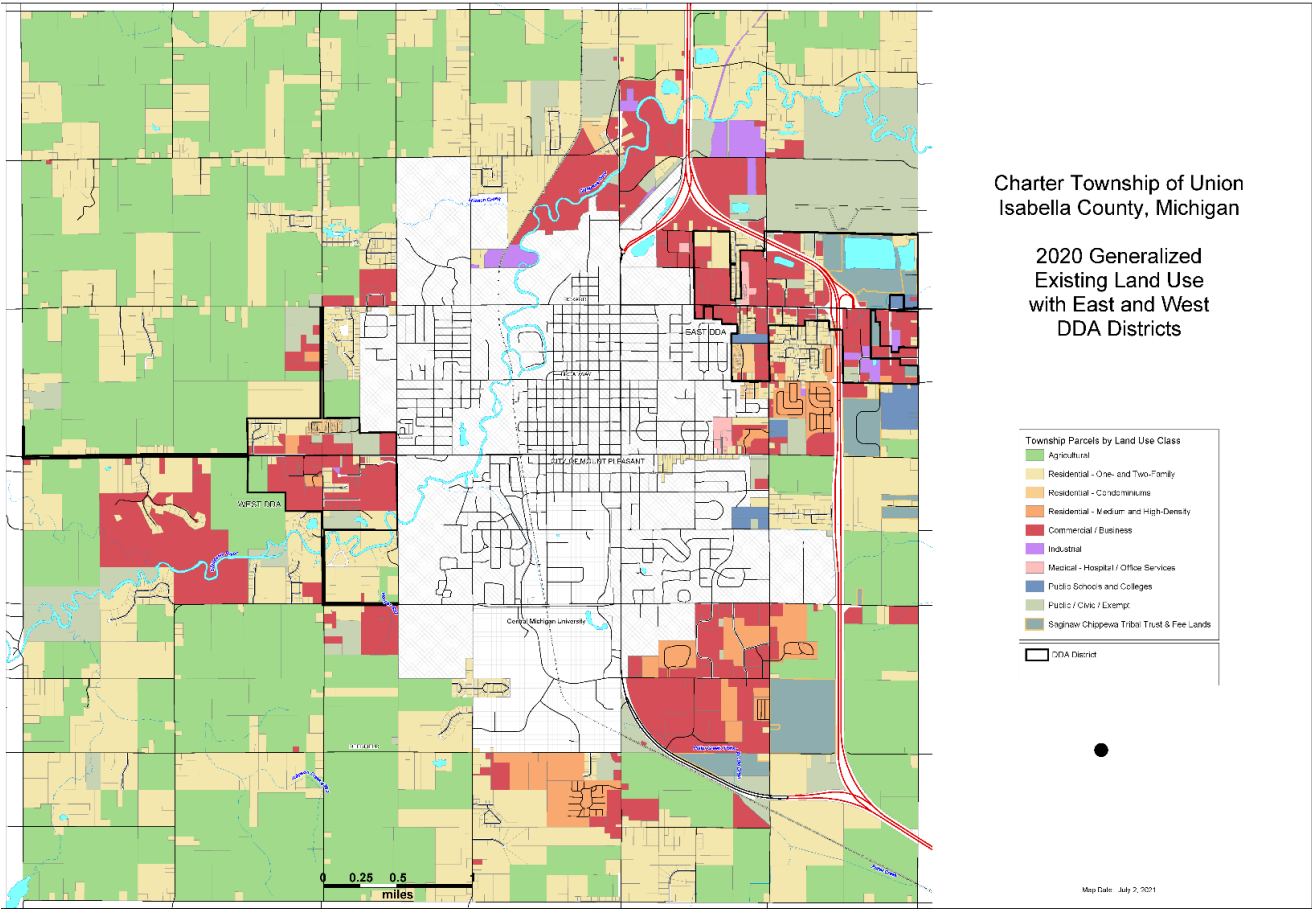 Charter Township of Union
Isabella County, Michigan
2020 Generalized
Existing Land Use
with East and West
DDA Districts
EAST DDA
CITY OF MOUNT PLEASANT
WEST DDA
Central Michigan University
Township Parcels by Land Use Class
Agricultural
Residential - One- and Two-Family
Residential - Condominiums
Residential - Medium and High-Density
Commercial / Business
Industrial
Medical - Hospital / Office Services
Public Schools and Colleges
Public / Civic / Exempt
Saginaw Chippewa Tribal Trust & Fee Lands
DDA District
0 0.25 0.5 1
miles
Map Date: July 2, 2021